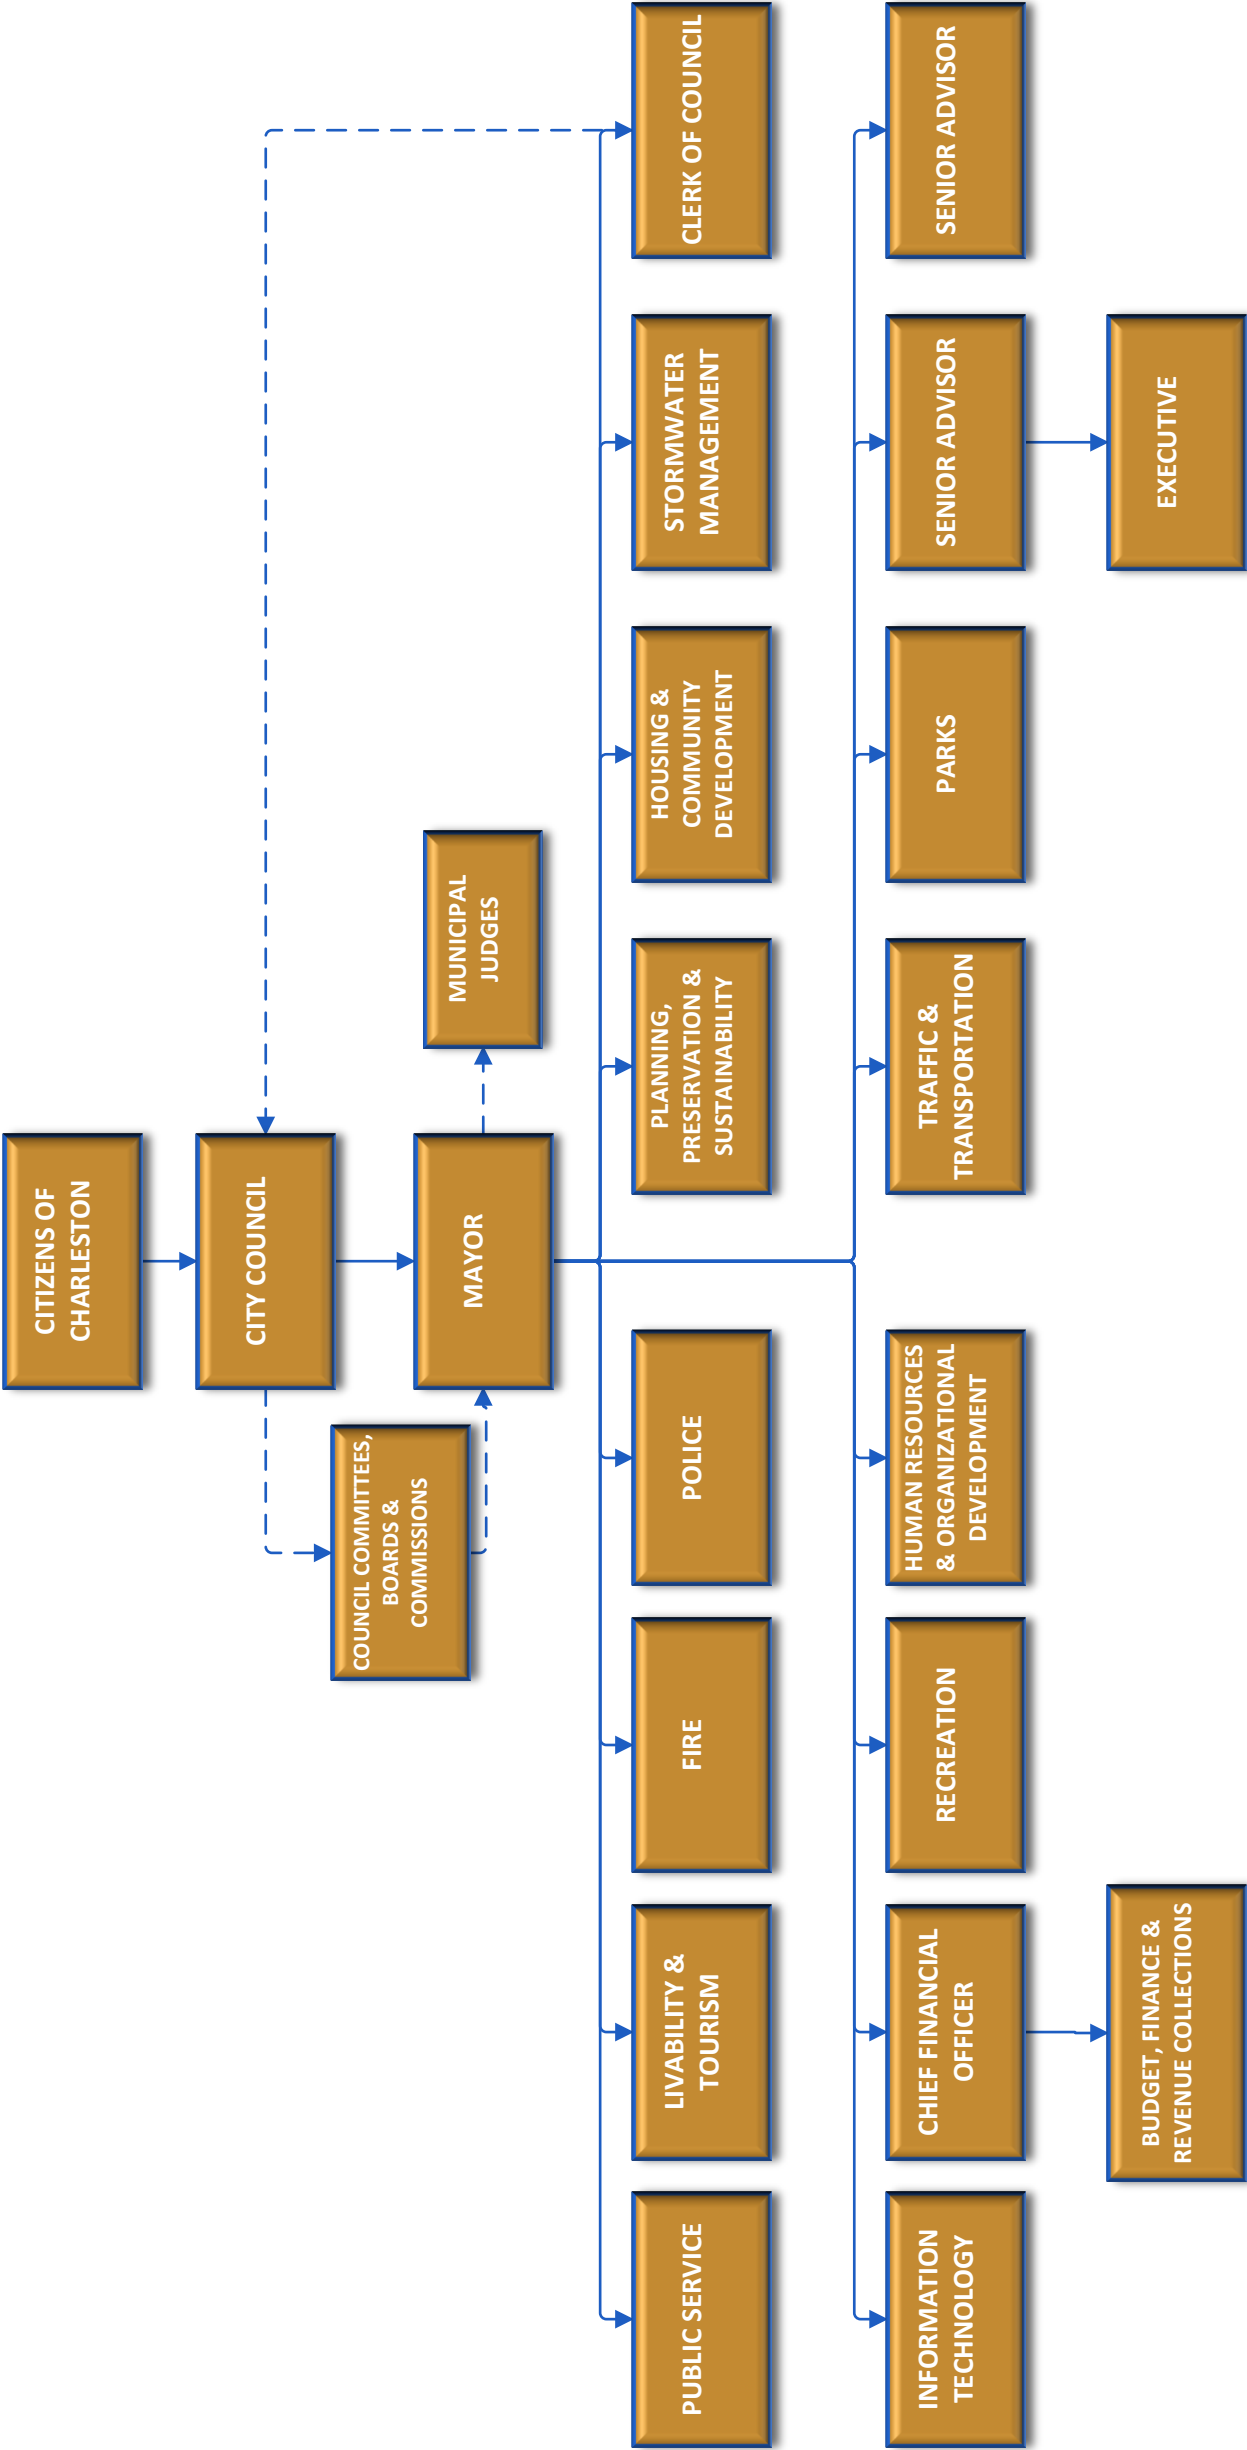 CITIZENS OF
CHARLESTON
CITY COUNCIL
COUNCIL COMMITTEES,
BOARDS &
COMMISSIONS
MAYOR
MUNICIPAL
JUDGES
PUBLIC SERVICE
LIVABILITY &
TOURISM
FIRE
POLICE
PLANNING,
PRESERVATION &
SUSTAINABILITY
HOUSING &
COMMUNITY
DEVELOPMENT
STORMWATER
MANAGEMENT
CLERK OF COUNCIL
INFORMATION
TECHNOLOGY
CHIEF FINANCIAL
OFFICER
RECREATION
HUMAN RESOURCES
& ORGANIZATIONAL
DEVELOPMENT
TRAFFIC &
TRANSPORTATION
PARKS
SENIOR ADVISOR
SENIOR ADVISOR
BUDGET, FINANCE &
REVENUE COLLECTIONS
EXECUTIVE